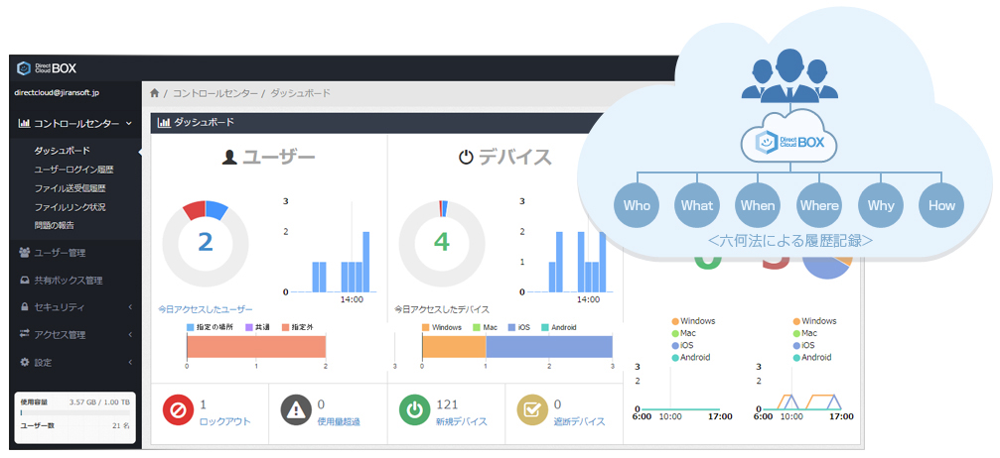 Direct Cloud BOX
directcloud@jiransoft.jp
コントロールセンター
ダッシュボード
ユーザーログイン履歴
ファイル送受信履歴
ファイルリンク状況
問題の報告
ユーザー管理
共有ボックス管理
セキュリティ
アクセス管理
設定
使用容量 3.57 GB / 1.00 TB
ユーザー数 21 名
/ コントロールセンター / ダッシュボード
ダッシュボード
ユーザー
2
3
2
0
14:00
今日アクセスしたユーザー
指定の場所 共通 指定外
0 1 2 3
デバイス
4
3
2
1
0
14:00
今日アクセスしたデバイス
Windows Mac iOS Android
0 1 2 3
1
ロックアウト
0
使用量超過
121
新規デバイス
0
遮断デバイス
Windows
Mac
iOS
Android
3
2
0
6:00 10:00 17:00
Windows
Mac
iOS
Android
3
2
0
6:00 10:00 17:00
Direct Cloud BOX
Who What When Where Why How
＜六何法による履歴記録＞